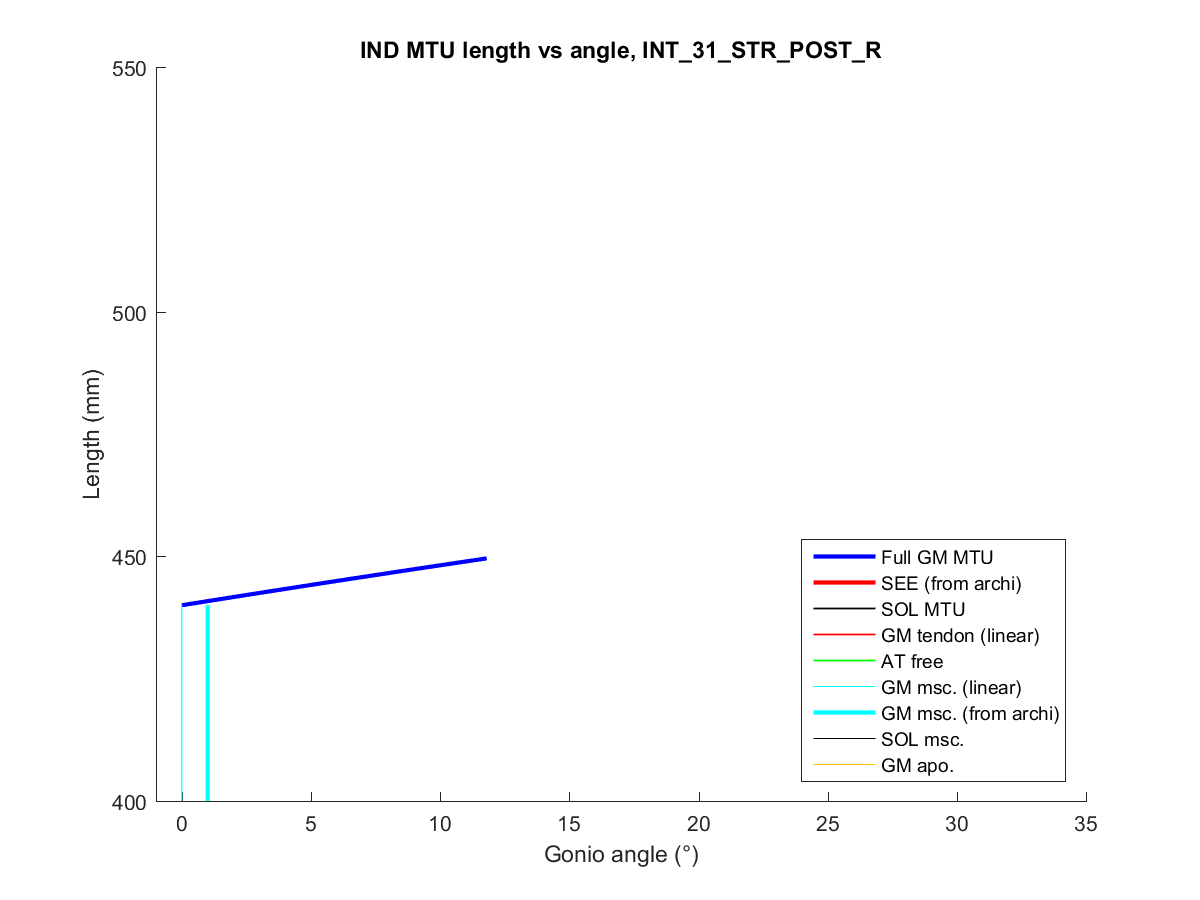 IND MTU length vs angle, INT_31_STR_POST_R
550
500
450
400
Length (mm)
0 5 10 15 20 25 30 35
Gonio angle (°)
Full GM MTU
SEE (from archi)
SOL MTU
GM tendon (linear)
AT free
GM msc. (linear)
GM msc. (from archi)
SOL msc.
GM apo.